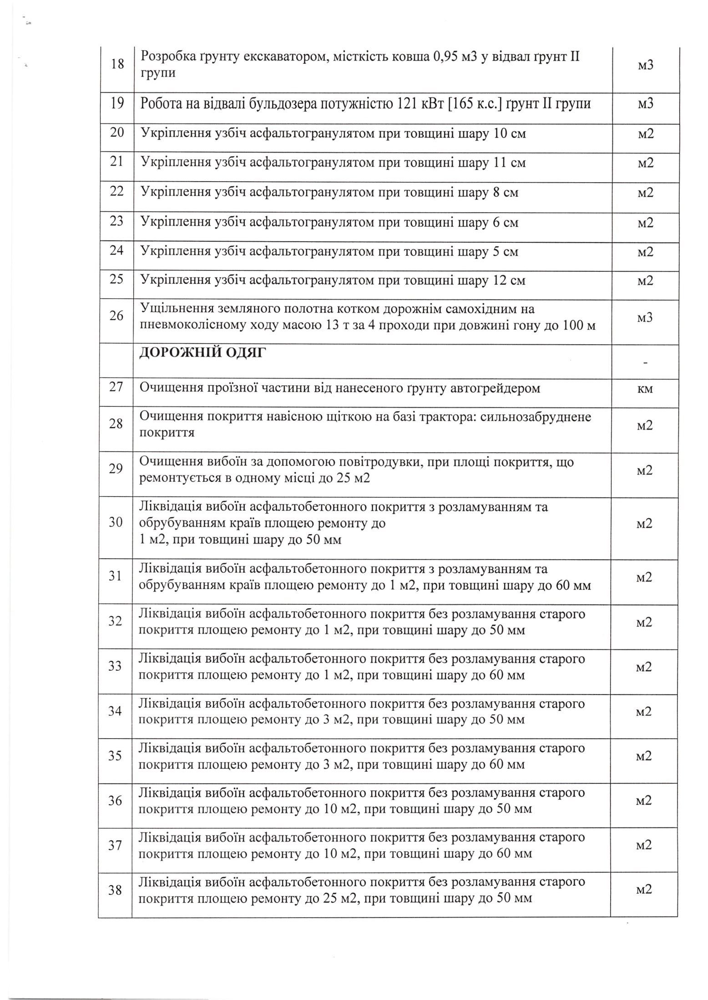 18 Розробка ґрунту екскаватором, місткість ковша 0,95 м3 у відвал ґрунт II м3
групи
19 Робота на відвалі бульдозера потужністю 121 кВт [165 к.с.] ґрунт II групи м3
20 Укріплення узбіч асфальтогранулятом при товщині шару 10 см м2
21 Укріплення узбіч асфальтогранулятом при товщині шару 11 см м2
22 Укріплення узбіч асфальтогранулятом при товщині шару 8 см м2
23 Укріплення узбіч асфальтогранулятом при товщині шару 6 см м2
24 Укріплення узбіч асфальтогранулятом при товщині шару 5 см м2
25 Укріплення узбіч асфальтогранулятом при товщині шару 12 см м2
26 Ущільнення земляного полотна котком дорожнім самохідним на м3
пневмоколісному ходу масою 13 т за 4 проходи при довжині гону до 100 м
ДОРОЖНІЙ ОДЯГ -
27 Очищення проїзної частини від нанесеного ґрунту автогрейдером км
28 Очищення покриття навісною щіткою на базі трактора: сильнозабруднене м2
покриття
29 Очищення вибоїн за допомогою повітродувки, при площі покриття, що м2
ремонтується в одному місці до 25 м2
30 Ліквідація вибоїн асфальтобетонного покриття з розламуванням та м2
обрубуванням країв площею ремонту до
1 м2, при товщині шару до 50 мм
31 Ліквідація вибоїн асфальтобетонного покриття з розламуванням та м2
обрубуванням країв площею ремонту до 1 м2, при товщині шару до 60 мм
32 Ліквідація вибоїн асфальтобетонного покриття без розламування старого м2
покриття площею ремонту до 1 м2, при товщині шару до 50 мм
33 Ліквідація вибоїн асфальтобетонного покриття без розламування старого м2
покриття площею ремонту до 1 м2, при товщині шару до 60 мм
34 Ліквідація вибоїн асфальтобетонного покриття без розламування старого м2
покриття площею ремонту до 3 м2, при товщині шару до 50 мм
35 Ліквідація вибоїн асфальтобетонного покриття без розламування старого м2
покриття площею ремонту до 3 м2, при товщині шару до 60 мм
36 Ліквідація вибоїн асфальтобетонного покриття без розламування старого м2
покриття площею ремонту до 10 м2, при товщині шару до 50 мм
37 Ліквідація вибоїн асфальтобетонного покриття без розламування старого м2
покриття площею ремонту до 10 м2, при товщині шару до 60 мм
38 Ліквідація вибоїн асфальтобетонного покриття без розламування старого м2
покриття площею ремонту до 25 м2, при товщині шару до 50 мм